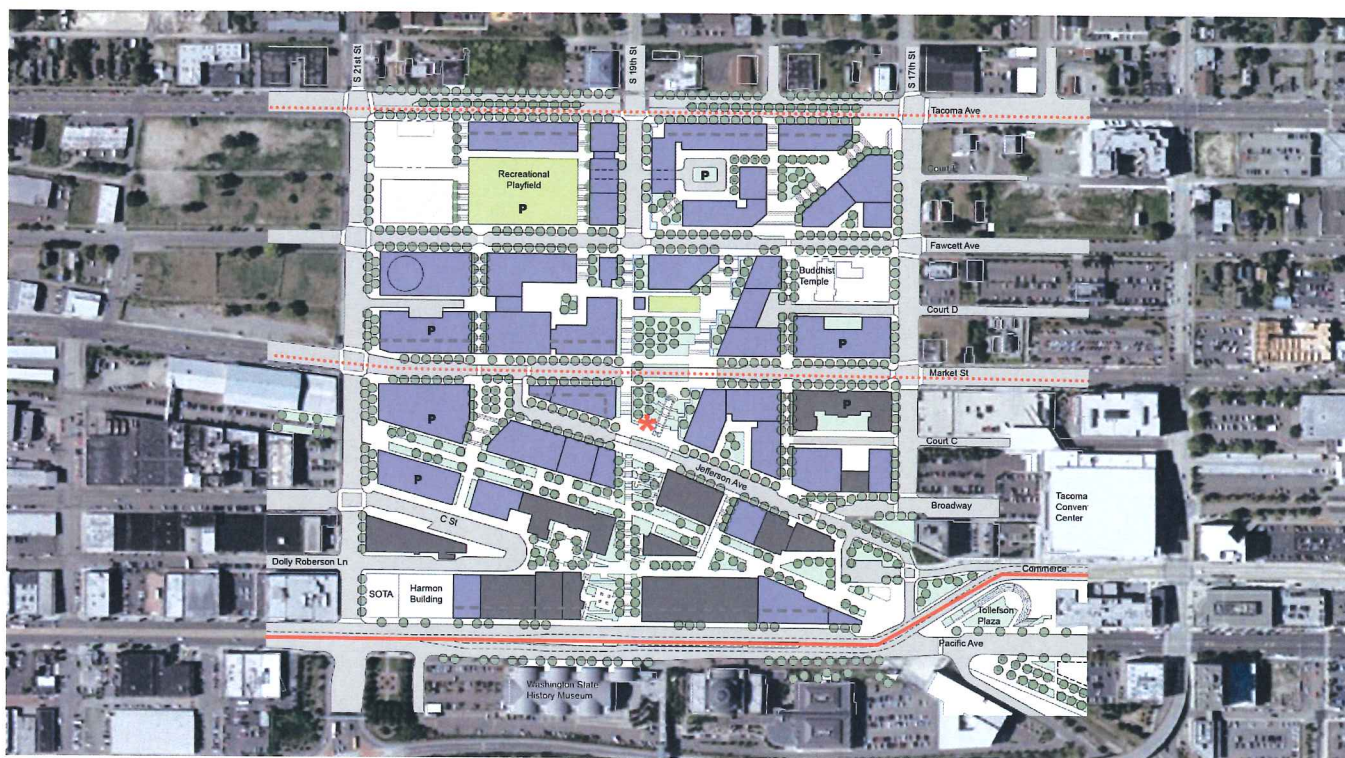 S 21st St
S 19th St
S 17th St
Tacoma Ave
Recreational
Playfield
P
P
Fawcett Ave
Buddhist
Temple
Court D
P
P
Market St
P
P
Court C
Jefferson Ave
P
Broadway
Tacoma
Conven
Center
C St
Dolly Roberson Ln
Commerce
SOTA
Harmon
Building
Tollefson
Plaza
Pacific Ave
Washington State
History Museum